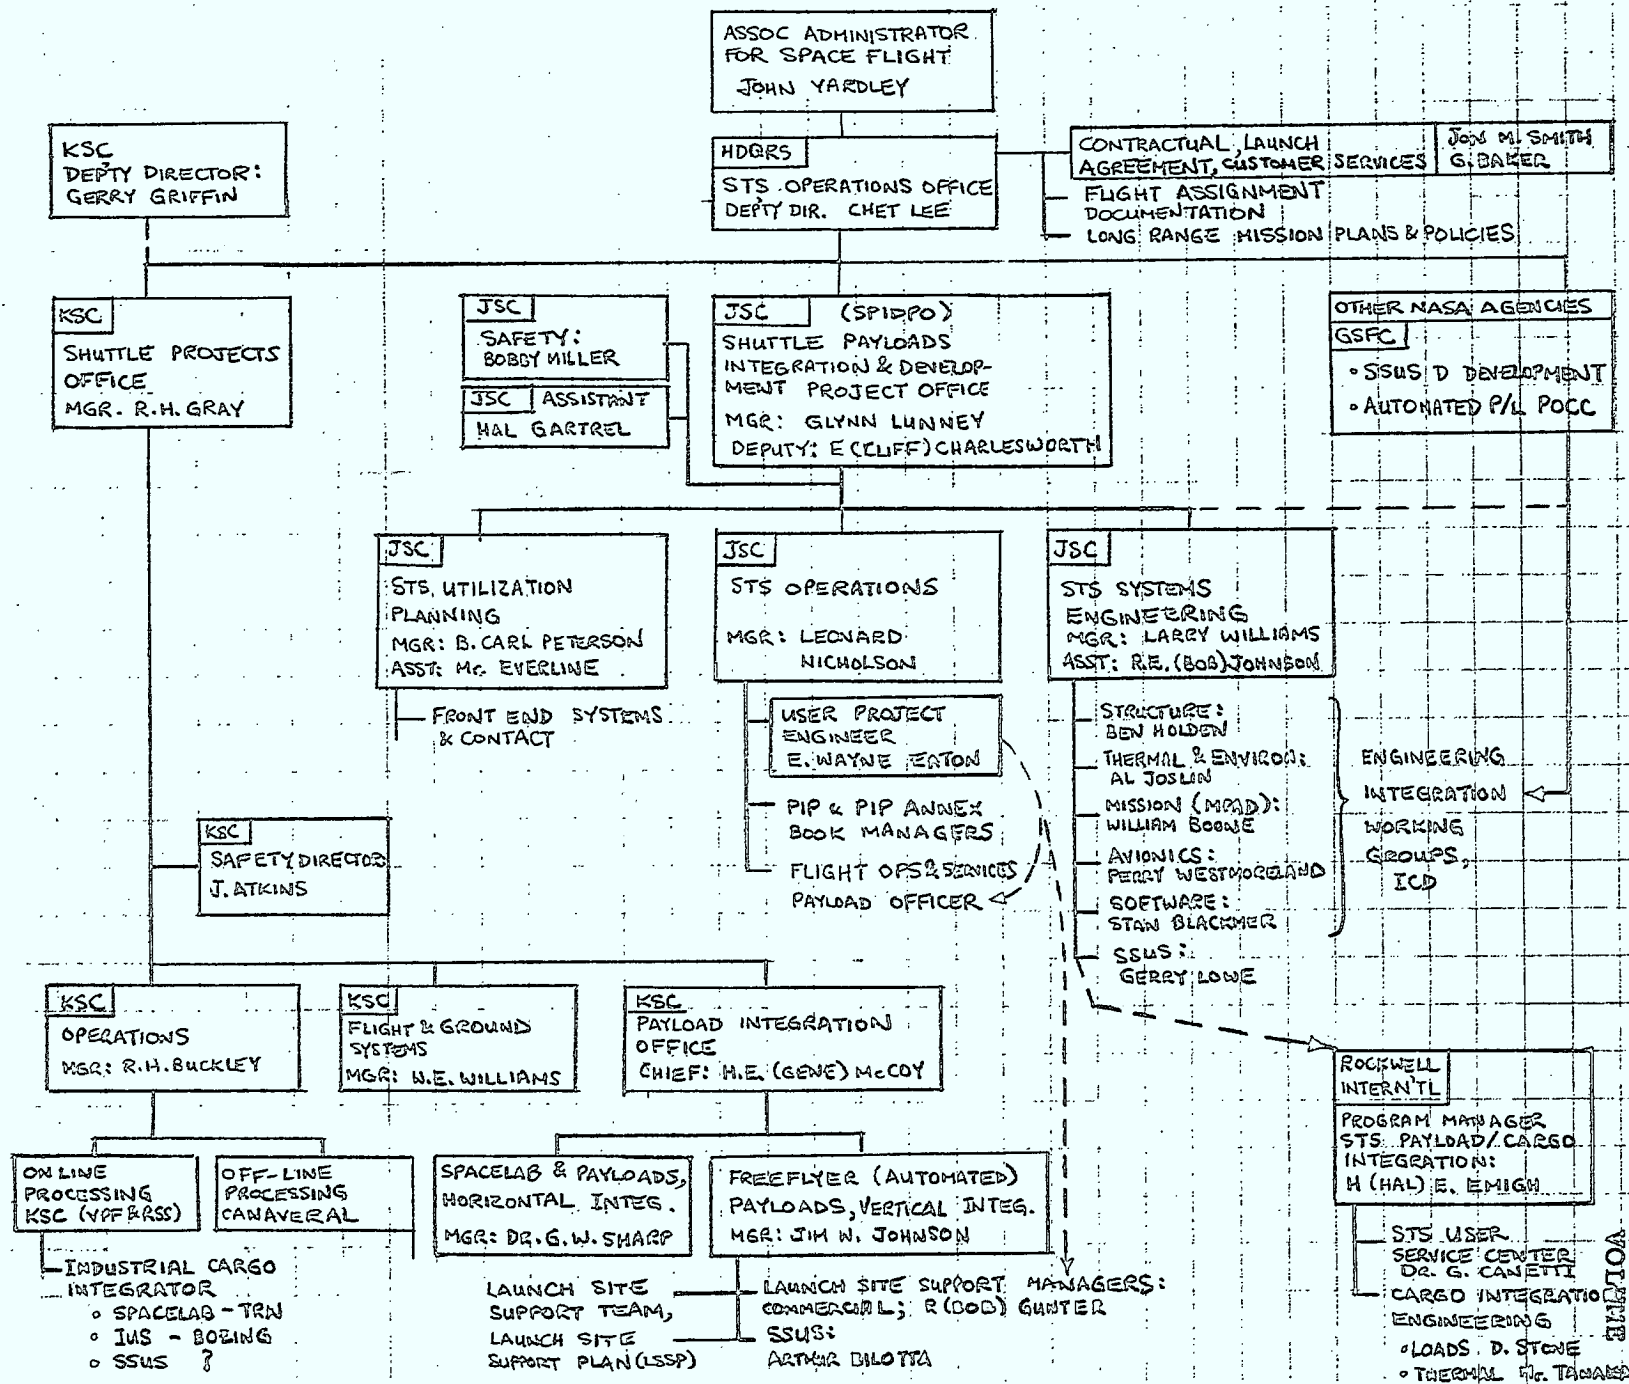 ASSOC ADMINISTRATOR
FOR SPACE FLIGHT
JOHN YARDLEY
KSC
DEP'TY DIRECTOR:
GERRY GRIFFIN
HDQRS
STS OPERATIONS OFFICE
DEP'TY DIR. CHET LEE
CONTRACTUAL, LAUNCH
AGREEMENT, CUSTOMER SERVICES
JON M. SMITH
G. BAKER
FLIGHT ASSIGNMENT
DOCUMENTATION
LONG RANGE MISSION PLANS & POLICIES
KSC
SHUTTLE PROJECTS
OFFICE
MGR. R.H. GRAY
JSC
SAFETY:
BOBBY MILLER
JSC ASSISTANT
HAL GARTREL
JSC (SPIDPO)
SHUTTLE PAYLOADS
INTEGRATION & DEVELOP-
MENT PROJECT OFFICE
MGR: GLYNN LUNNEY
DEPUTY: E (CLIFF) CHARLESWORTH
OTHER NASA AGENCIES
GSFC
• SSUS D DEVELOPMENT
• AUTOMATED P/L POCC
JSC
STS UTILIZATION
PLANNING
MGR: B. CARL PETERSON
ASST: Mc. EVERLINE
FRONT END SYSTEMS
& CONTACT
JSC
STS OPERATIONS
MGR: LEONARD
NICHOLSON
USER PROJECT
ENGINEER
E. WAYNE EATON
PIP & PIP ANNEX
BOOK MANAGERS
FLIGHT OPS & SERVICES
PAYLOAD OFFICER
JSC
STS SYSTEMS
ENGINEERING
MGR: LARRY WILLIAMS
ASST: R.E. (BOB) JOHNSON
STRUCTURE:
BEN HOLDEN
THERMAL & ENVIRON:
AL JOSLIN
MISSION (MPAD):
WILLIAM BOONE
AVIONICS:
PERRY WESTMORELAND
SOFTWARE:
STAN BLACKMER
SSUS:
GERRY LOWE
ENGINEERING
INTEGRATION
WORKING
GROUPS,
ICD
KSC
SAFETY DIRECTOR
J. ATKINS
KSC
OPERATIONS
MGR: R.H. BUCKLEY
KSC
FLIGHT & GROUND
SYSTEMS
MGR: W.E. WILLIAMS
KSC
PAYLOAD INTEGRATION
OFFICE
CHIEF: H.E. (GENE) McCOY
ROCKWELL
INTERN'TL
PROGRAM MANAGER
STS PAYLOAD/CARGO
INTEGRATION:
H (HAL) E. EMIGH
STS USER
SERVICE CENTER
DR. G. CANETTI
CARGO INTEGRATIO
ENGINEERING
• LOADS D. STONE
• THERMAL
ON LINE
PROCESSING
KSC (VPF & RSS)
OFF-LINE
PROCESSING
CANAVERAL
INDUSTRIAL CARGO
INTEGRATOR
• SPACELAB - TRN
• IUS - BOEING
• SSUS ?
SPACELAB & PAYLOADS,
HORIZONTAL INTEG.
MGR: DR. G.W. SHARP
FREEFLYER (AUTOMATED)
PAYLOADS, VERTICAL INTEG.
MGR: JIM W. JOHNSON
LAUNCH SITE
SUPPORT TEAM,
LAUNCH SITE
SUPPORT PLAN (LSSP)
LAUNCH SITE SUPPORT MANAGERS:
COMMERCIAL; R (BOB) GUNTER
SSUS:
ARTHUR BILOTTA